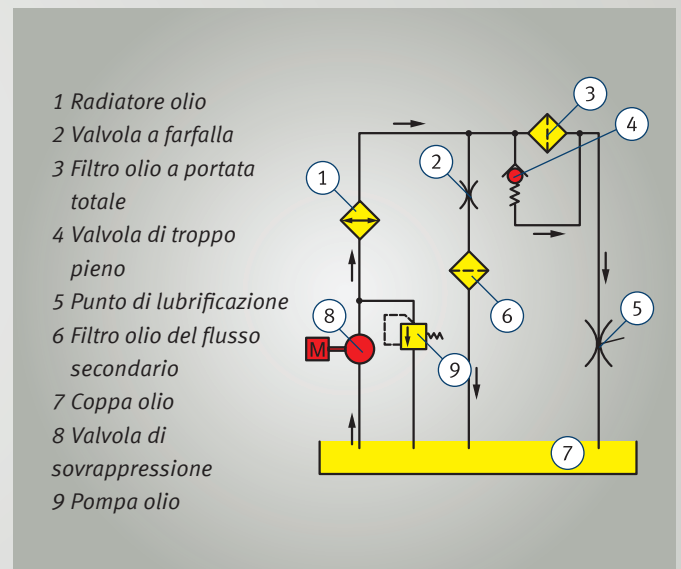 1 Radiatore olio
2 Valvola a farfalla
3 Filtro olio a portata
totale
4 Valvola di troppo
pieno
5 Punto di lubrificazione
6 Filtro olio del flusso
secondario
7 Coppa olio
8 Valvola di
sovrappressione
9 Pompa olio
3
4
2
1
5
6
8
M
9
7